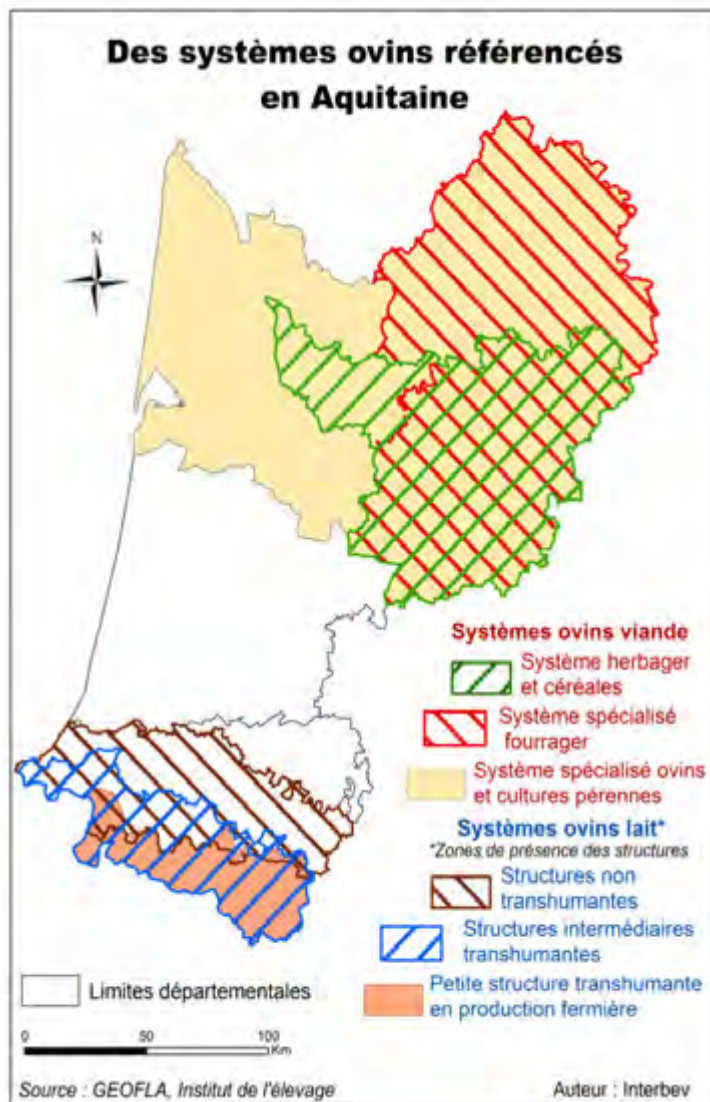 Des systèmes ovins référencés
en Aquitaine
N
Systèmes ovins viande
Système herbager
et céréales
Système spécialisé
fourrager
Système spécialisé ovins
et cultures pérennes
Systèmes ovins lait*
*Zones de présence des structures
Structures non
transhumantes
Structures intermédiaires
transhumantes
Petite structure transhumante
en production fermière
Limites départementales
0 50 100
Km
Source : GEOFLA, Institut de l'élevage
Auteur : Interbev